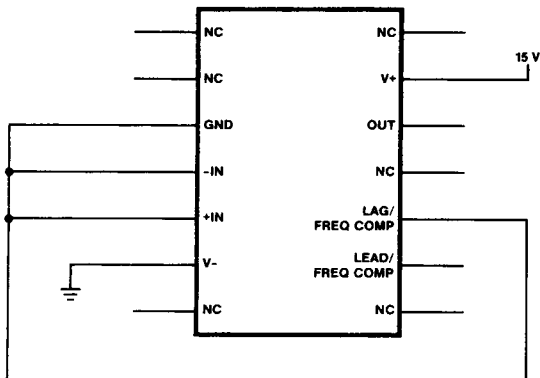 NC
NC
GND
-IN
+IN
V-
NC
NC
V+
15 V
OUT
NC
LAG/
FREQ COMP
LEAD/
FREQ COMP
NC